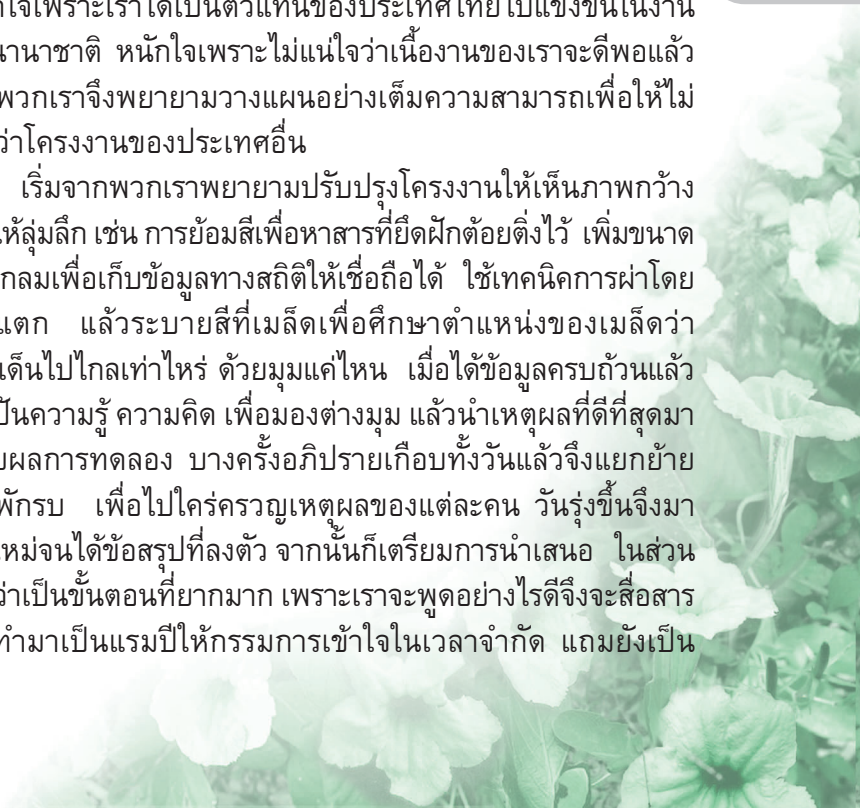 าใจเพราะเราได้เป็นตัวแทนของประเทศไทยไปแข่งขันในงาน
นานาชาติ หนักใจเพราะไม่แน่ใจว่าเนื้องานของเราจะดีพอแล้ว
พวกเราจึงพยายามวางแผนอย่างเต็มความสามารถเพื่อให้ไม่
ว่าโครงงานของประเทศอื่น
เริ่มจากพวกเราพยายามปรับปรุงโครงงานให้เห็นภาพกว้าง
ให้ลุ่มลึก เช่น การย้อมสีเพื่อหาสารที่ยึดฝักต้อยติ่งไว้ เพิ่มขนาด
กลมเพื่อเก็บข้อมูลทางสถิติให้เชื่อถือได้ ใช้เทคนิคการผ่าโดย
แตก แล้วระบายสีที่เมล็ดเพื่อศึกษาตำแหน่งของเมล็ดว่า
เด็นไปไกลเท่าไหร่ ด้วยมุมแค่ไหน เมื่อได้ข้อมูลครบถ้วนแล้ว
ป็นความรู้ ความคิด เพื่อมองต่างมุม แล้วนำเหตุผลที่ดีที่สุดมา
ผลการทดลอง บางครั้งอภิปรายเกือบทั้งวันแล้วจึงแยกย้าย
พักรบ เพื่อไปใคร่ครวญเหตุผลของแต่ละคน วันรุ่งขึ้นจึงมา
ใหม่จนได้ข้อสรุปที่ลงตัว จากนั้นก็เตรียมการนำเสนอ ในส่วน
ว่าเป็นขั้นตอนที่ยากมาก เพราะเราจะพูดอย่างไรดีจึงจะสื่อสาร
ทำมาเป็นแรมปีให้กรรมการเข้าใจในเวลาจำกัด แถมยังเป็น